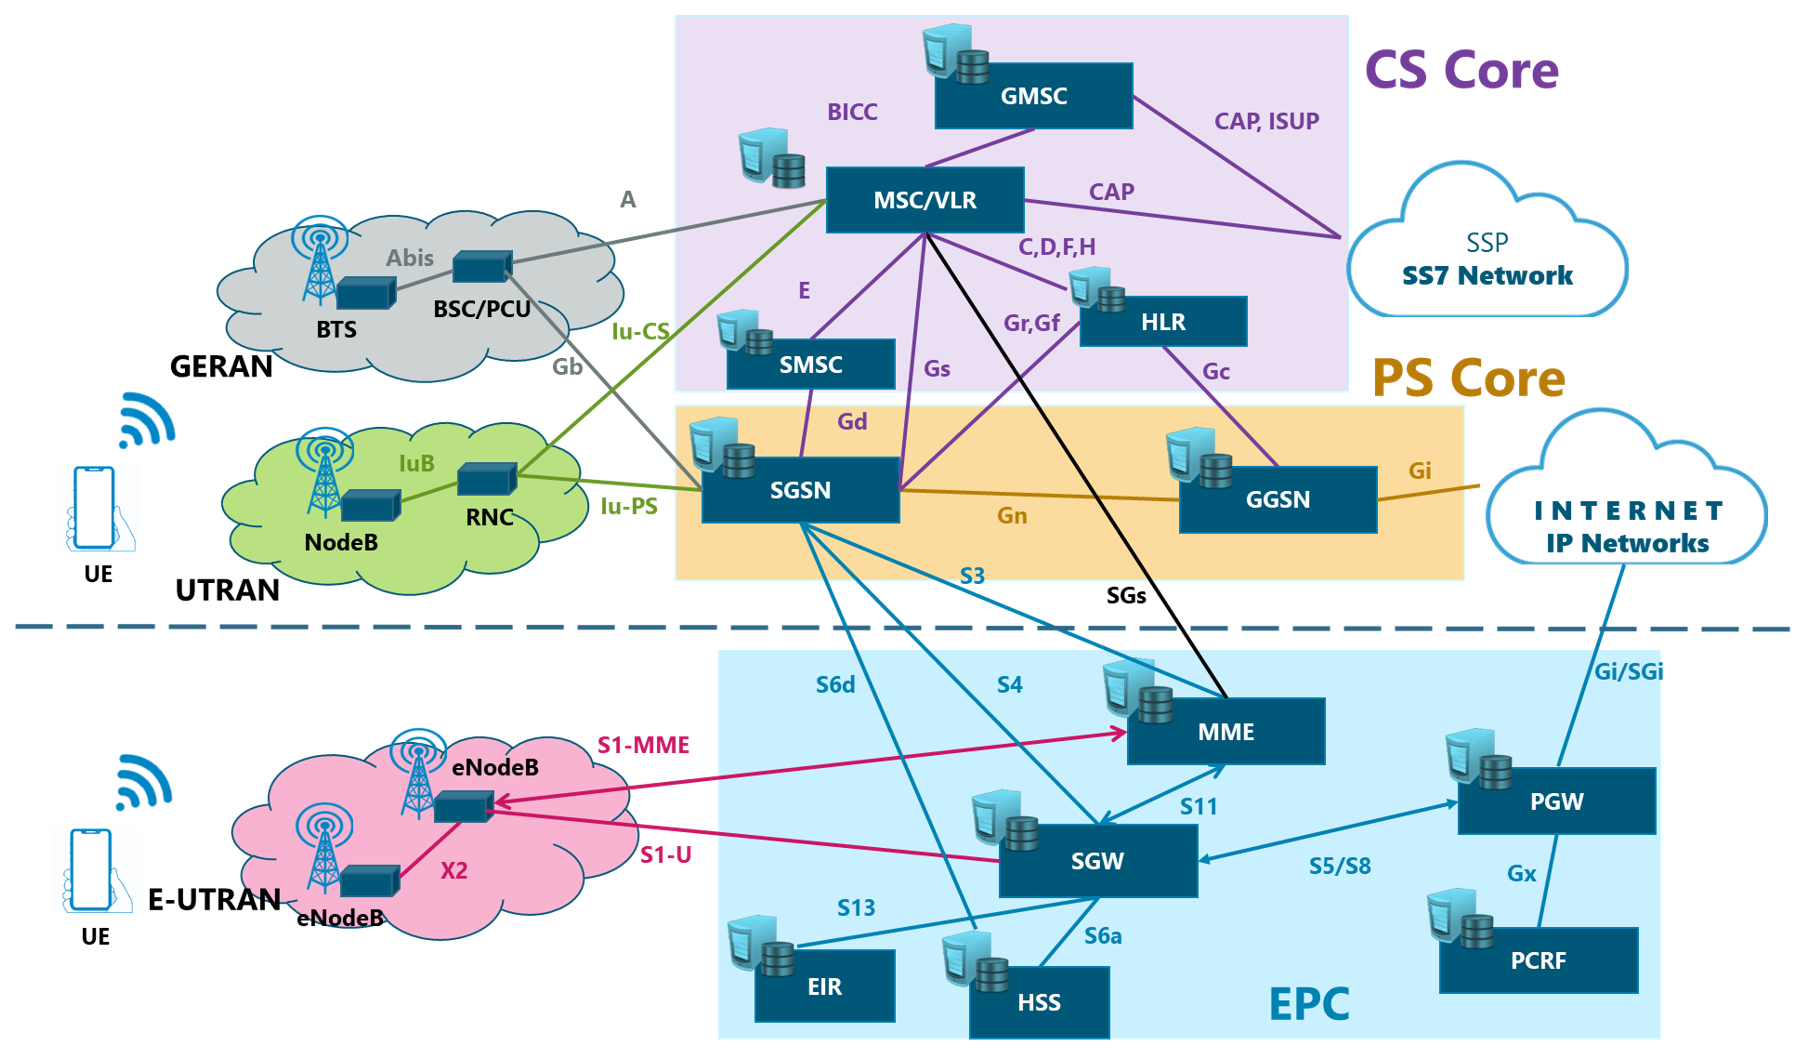 CS Core
GMSC
BICC
CAP, ISUP
MSC/VLR
CAP
A
C,D,F,H
SSP
SS7 Network
Abis
BTS
BSC/PCU
GERAN
E
Iu-CS
Gb
Gr,Gf
HLR
SMSC
Gs
Gc
PS Core
Gd
IuB
NodeB
RNC
UTRAN
UE
Iu-PS
SGSN
Gn
GGSN
Gi
INTERNET
IP Networks
S3
SGs
S6d
S4
Gi/SGi
S1-MME
MME
eNodeB
S11
PGW
S1-U
X2
SGW
S5/S8
Gx
E-UTRAN
eNodeB
UE
S13
S6a
EIR
HSS
PCRF
EPC